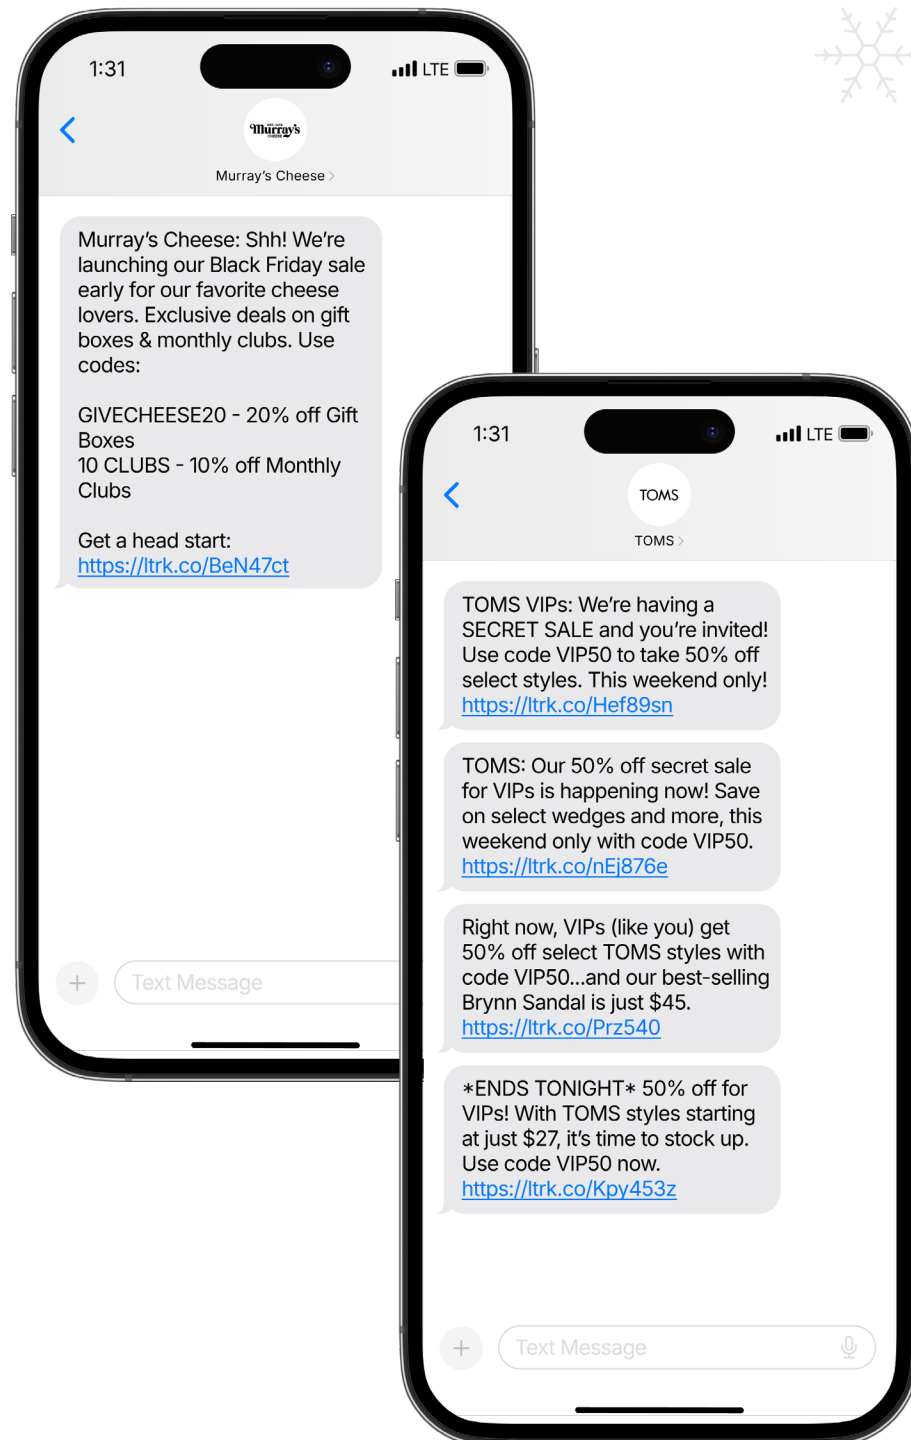 1:31
LTE
Murray's
CHEESE
Murray's Cheese
Murray's Cheese: Shh! We're
launching our Black Friday sale
early for our favorite cheese
lovers. Exclusive deals on gift
boxes & monthly clubs. Use
codes:
GIVECHEESE20 - 20% off Gift
Boxes
10 CLUBS - 10% off Monthly
Clubs
Get a head start:
https://ltrk.co/BeN47ct
Text Message
1:31
LTE
TOMS
TOMS
TOMS VIPs: We're having a
SECRET SALE and you're invited!
Use code VIP50 to take 50% off
select styles. This weekend only!
https://ltrk.co/Hef89sn
TOMS: Our 50% off secret sale
for VIPs is happening now! Save
on select wedges and more, this
weekend only with code VIP50.
https://ltrk.co/nEj876e
Right now, VIPs (like you) get
50% off select TOMS styles with
code VIP50...and our best-selling
Brynn Sandal is just $45.
https://ltrk.co/Prz540
*ENDS TONIGHT* 50% off for
VIPs! With TOMS styles starting
at just $27, it's time to stock up.
Use code VIP50 now.
https://ltrk.co/Kpy453z
Text Message